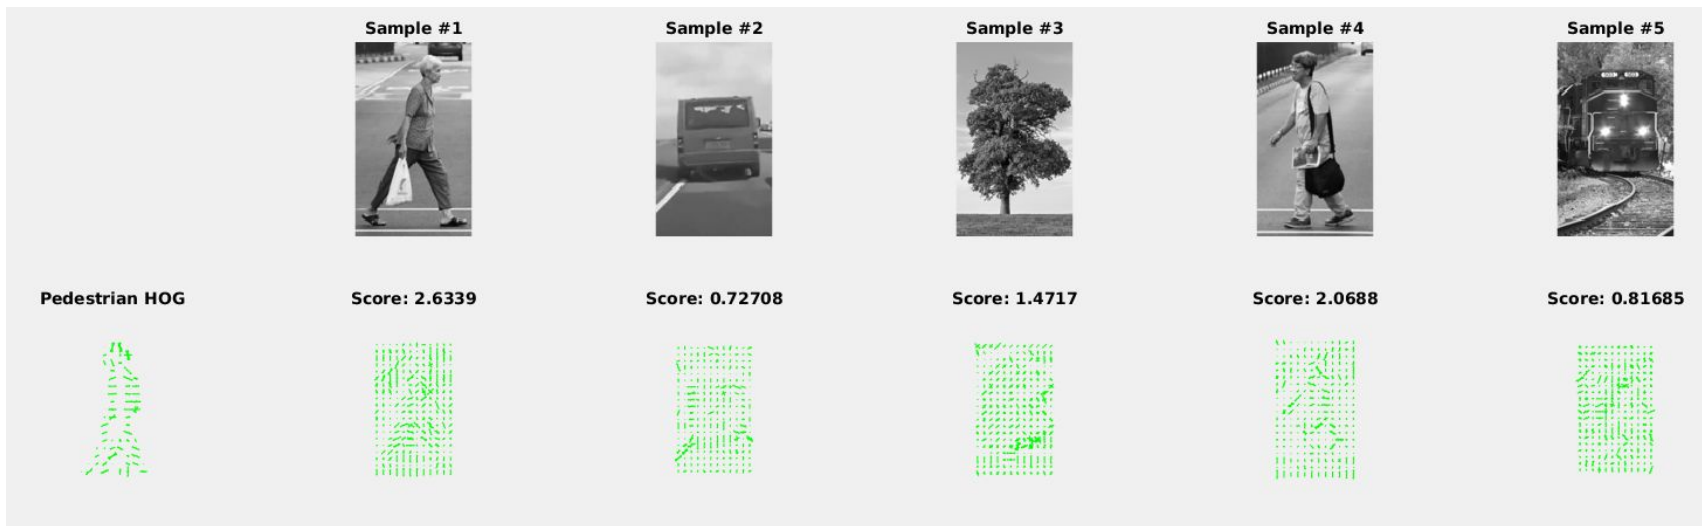 Sample #1
Sample #2
Sample #3
Sample #4
Sample #5
Pedestrian HOG
Score: 2.6339
Score: 0.72708
Score: 1.4717
Score: 2.0688
Score: 0.81685